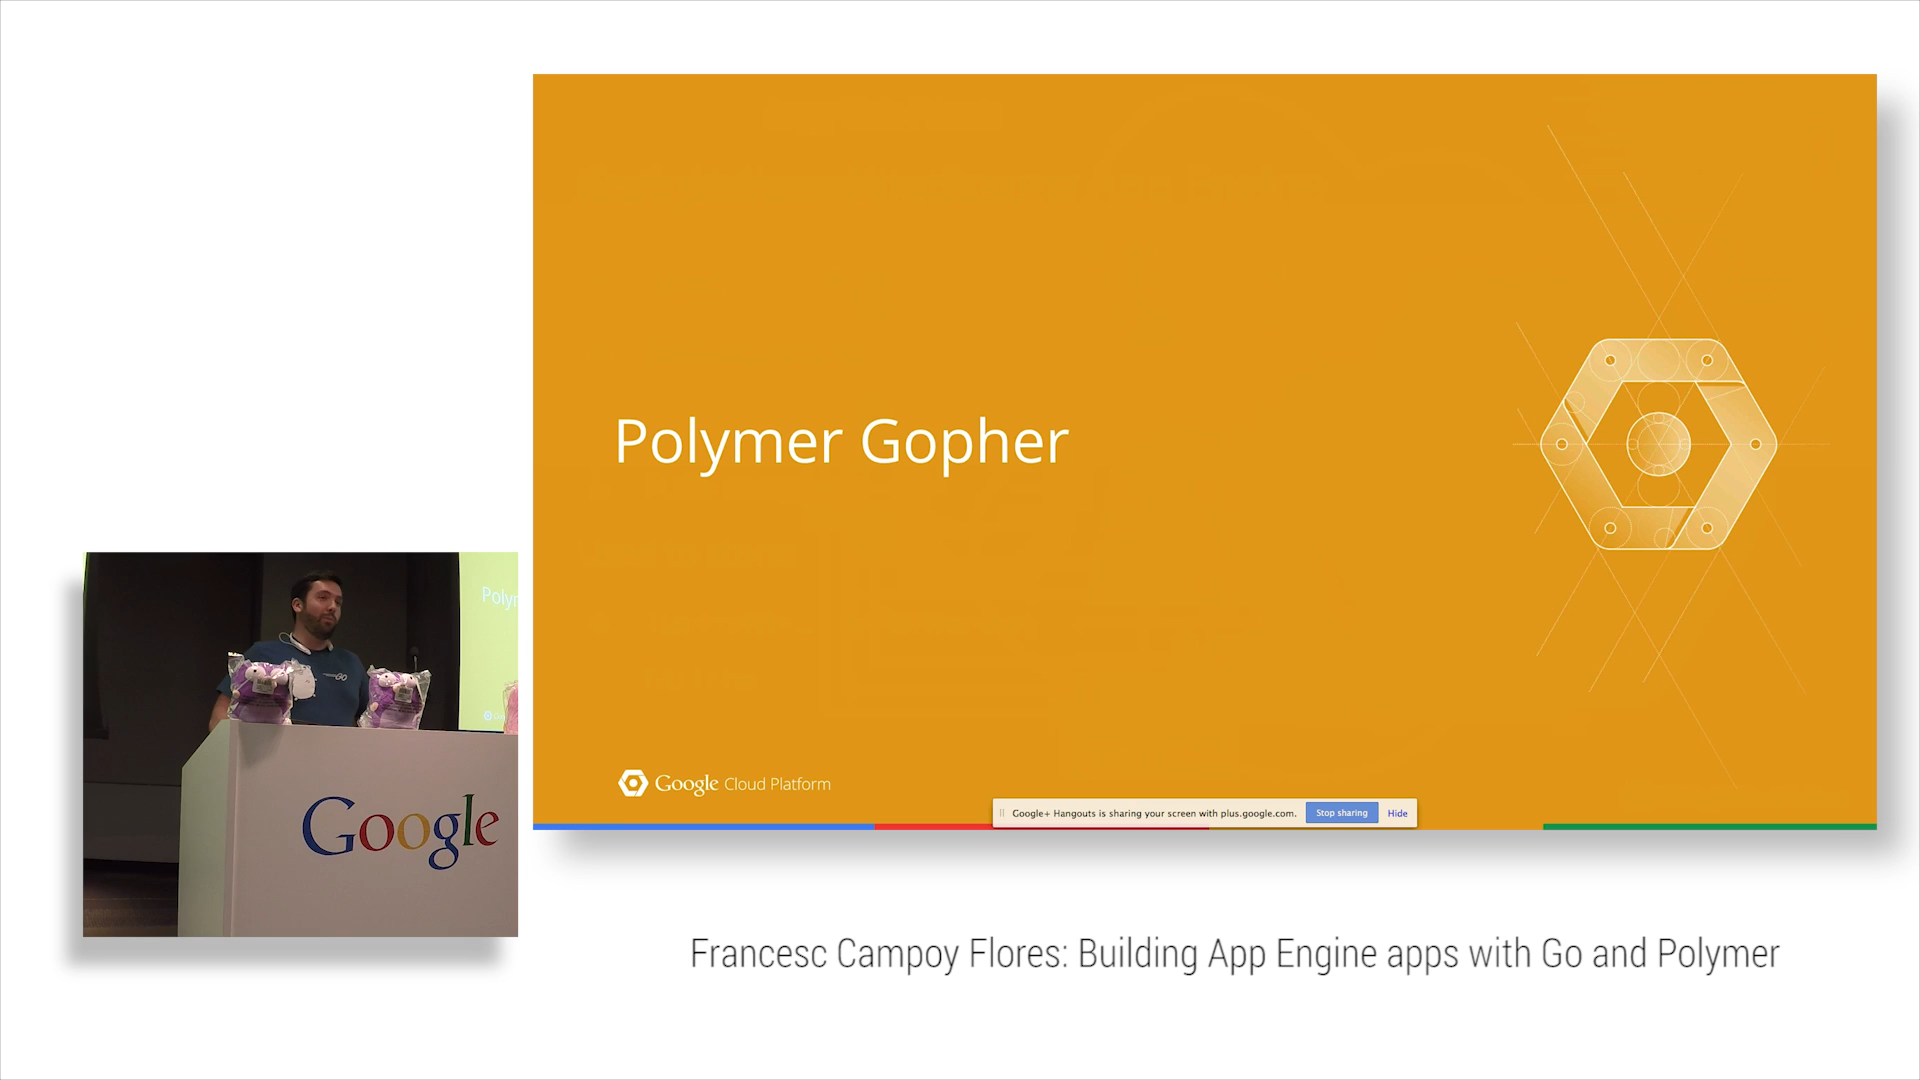 Polymer Gopher
Google Cloud Platform
Google+ Hangouts is sharing your screen with plus.google.com. Stop sharing Hide
GO
Google
Francesc Campoy Flores: Building App Engine apps with Go and Polymer